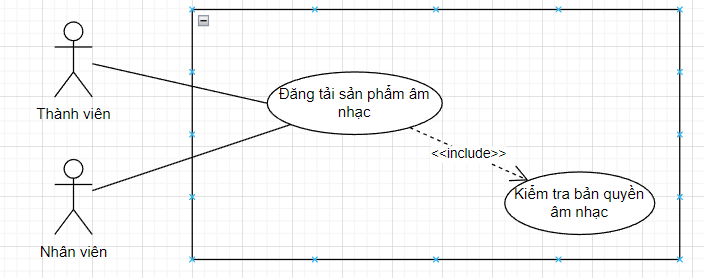 Thành viên
Đăng tải sản phẩm âm
nhạc
<<include>>
Kiểm tra bản quyền
âm nhạc
Nhân viên